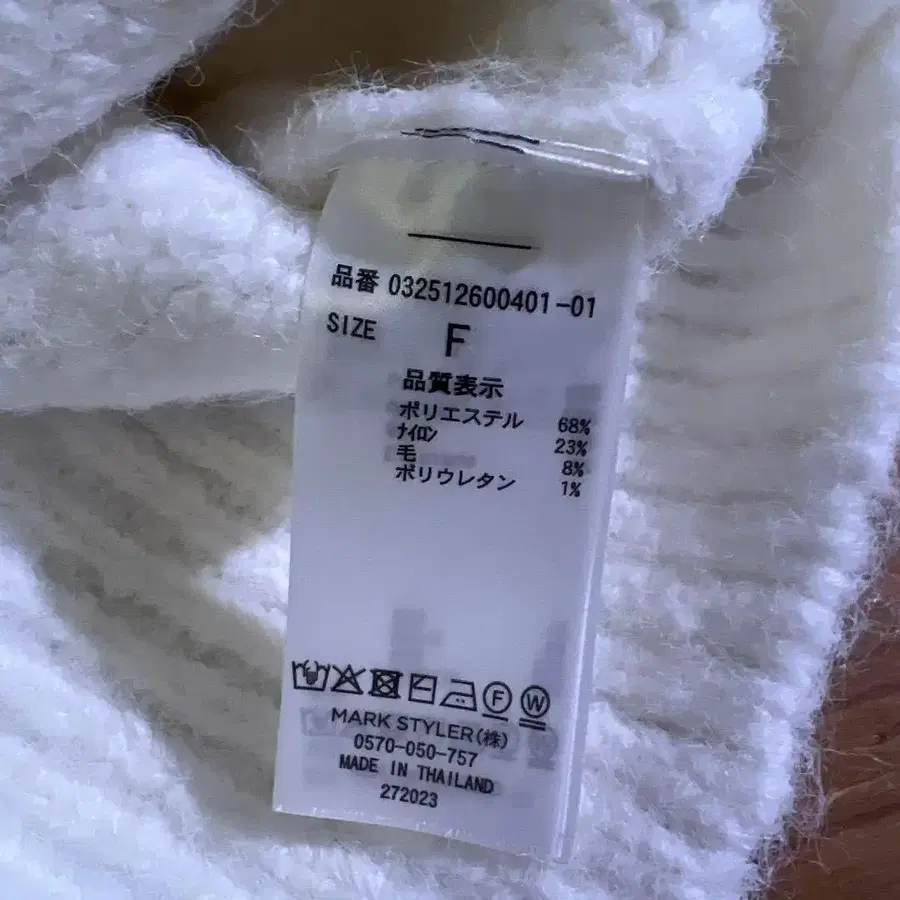 品番 032512600401-01
SIZE F
品質表示
ポリエステル 68%
ナイロン 23%
毛 8%
ポリウレタン 1%
F W
MARK STYLER(株)
0570-050-757
MADE IN THAILAND
272023